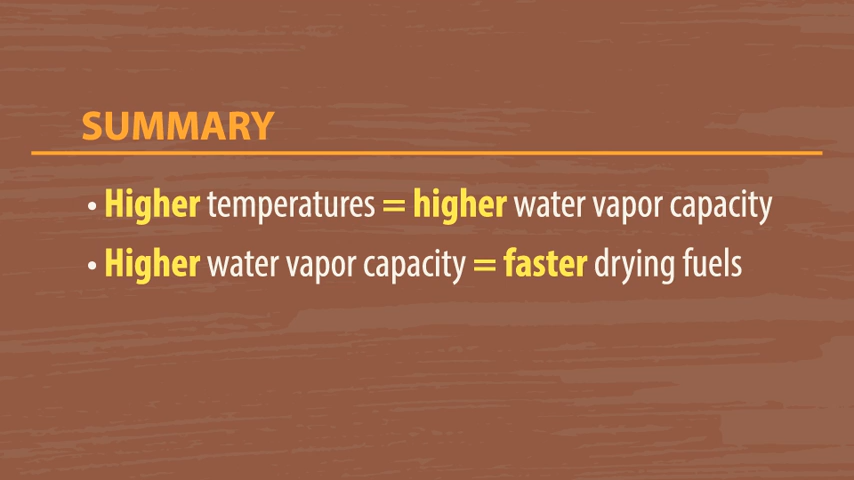 SUMMARY
• Higher temperatures = higher water vapor capacity
• Higher water vapor capacity = faster drying fuels